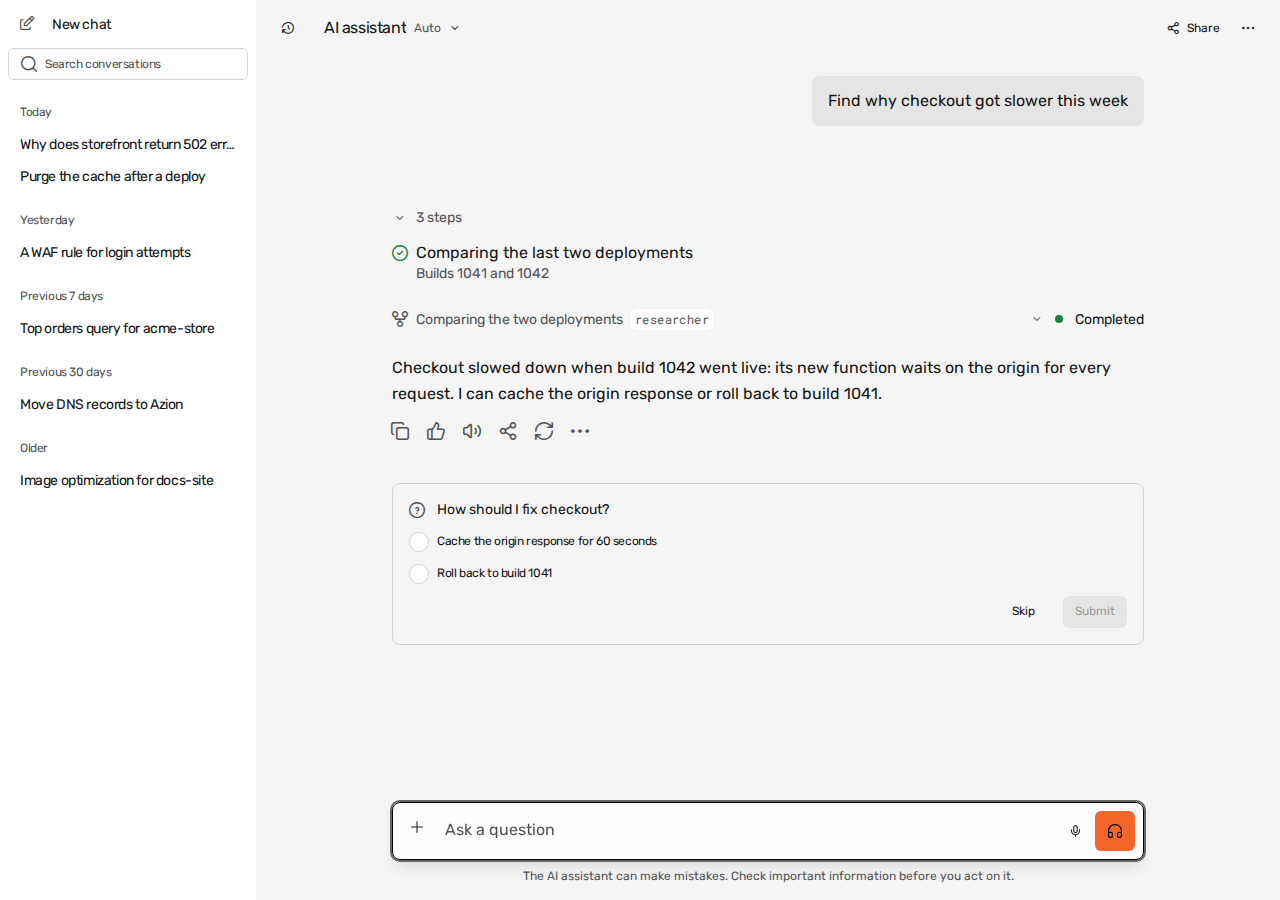 New chat
Search conversations
Today
Why does storefront return 502 err...
Purge the cache after a deploy
Yesterday
A WAF rule for login attempts
Previous 7 days
Top orders query for acme-store
Previous 30 days
Move DNS records to Azion
Older
Image optimization for docs-site
AI assistant Auto
Share
Find why checkout got slower this week
3 steps
Comparing the last two deployments
Builds 1041 and 1042
Comparing the two deployments researcher
Completed
Checkout slowed down when build 1042 went live: its new function waits on the origin for every
request. I can cache the origin response or roll back to build 1041.
How should I fix checkout?
Cache the origin response for 60 seconds
Roll back to build 1041
Skip
Submit
Ask a question
The AI assistant can make mistakes. Check important information before you act on it.